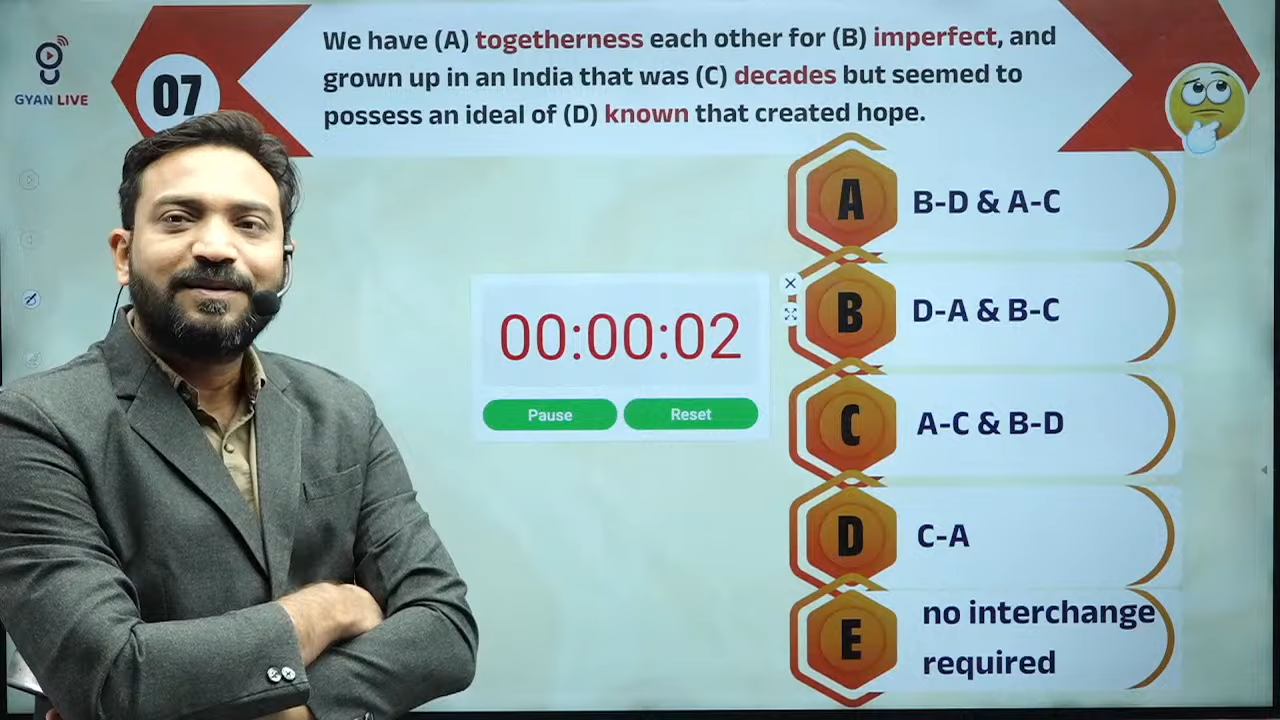 GYAN LIVE
07
We have (A) togetherness each other for (B) imperfect, and
grown up in an India that was (C) decades but seemed to
possess an ideal of (D) known that created hope.
A B-D & A-C
00:00:02
Pause Reset
B D-A & B-C
C A-C & B-D
D C-A
E no interchange
required